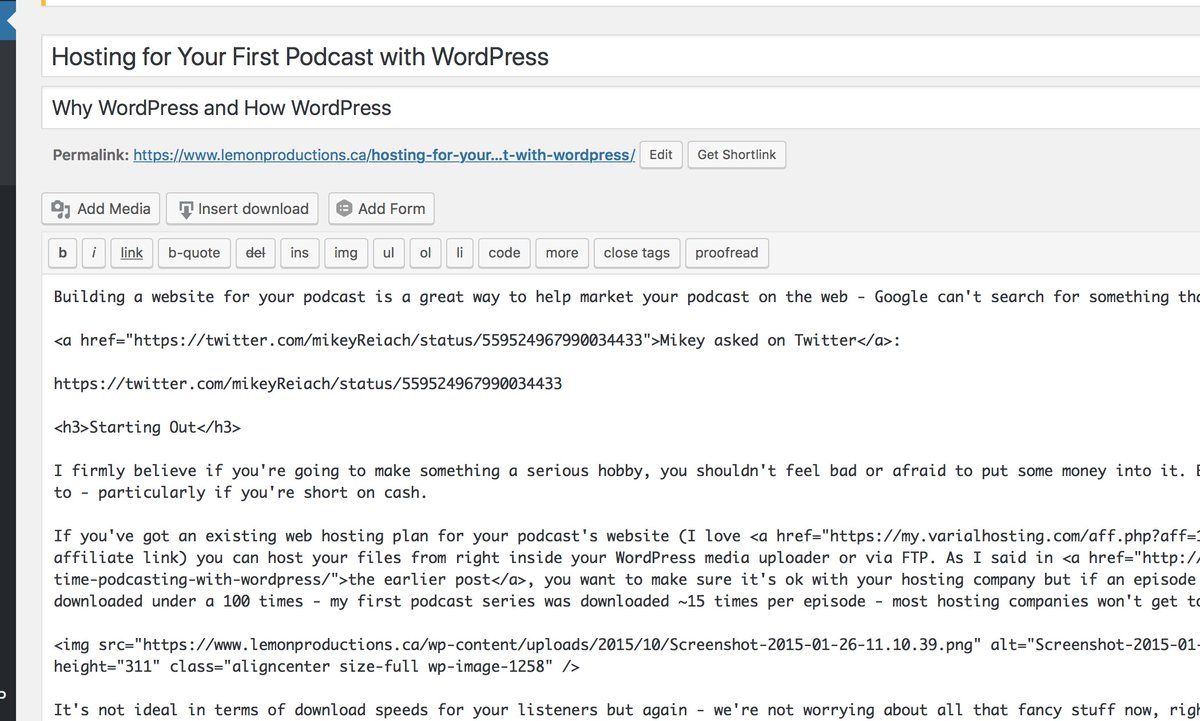 Hosting for Your First Podcast with WordPress
Why WordPress and How WordPress
Permalink: https://www.lemonproductions.ca/hosting-for-your...t-with-wordpress/ Edit Get Shortlink
Add Media Insert download Add Form
b i link b-quote del ins img ul ol li code more close tags proofread
Building a website for your podcast is a great way to help market your podcast on the web - Google can't search for something
<a href="https://twitter.com/mikeyReiach/status/559524967990034433">Mikey asked on Twitter</a>:
https://twitter.com/mikeyReiach/status/559524967990034433
<h3>Starting Out</h3>
I firmly believe if you're going to make something a serious hobby, you shouldn't feel bad or afraid to put some money into it.
to - particularly if you're short on cash.
If you've got an existing web hosting plan for your podcast's website (I love <a href="https://my.varialhosting.com/aff.php?aff=
affiliate link) you can host your files from right inside your WordPress media uploader or via FTP. As I said in <a href="http://
time-podcasting-with-wordpress/">the earlier post</a>, you want to make sure it's ok with your hosting company but if an episode
downloaded under a 100 times - my first podcast series was downloaded ~15 times per episode - most hosting companies won't get
<img src="https://www.lemonproductions.ca/wp-content/uploads/2015/10/Screenshot-2015-01-26-11.10.39.png" alt="Screenshot-2015-01-
height="311" class="aligncenter size-full wp-image-1258" />
It's not ideal in terms of download speeds for your listeners but again - we're not worrying about all that fancy stuff now,